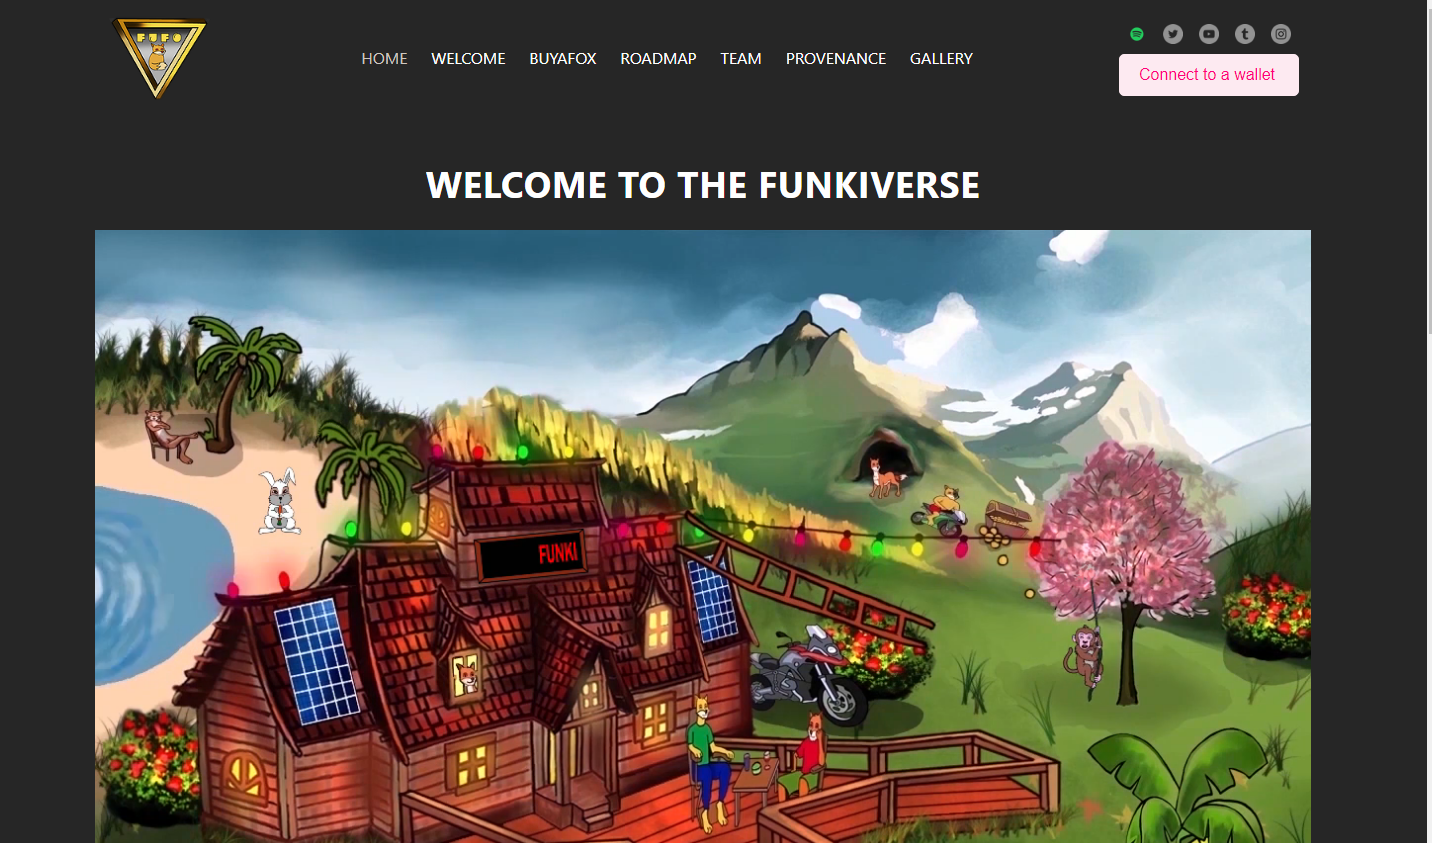 FUFO
HOME WELCOME BUYAFOX ROADMAP TEAM PROVENANCE GALLERY
Connect to a wallet
WELCOME TO THE FUNKIVERSE
FUNKI